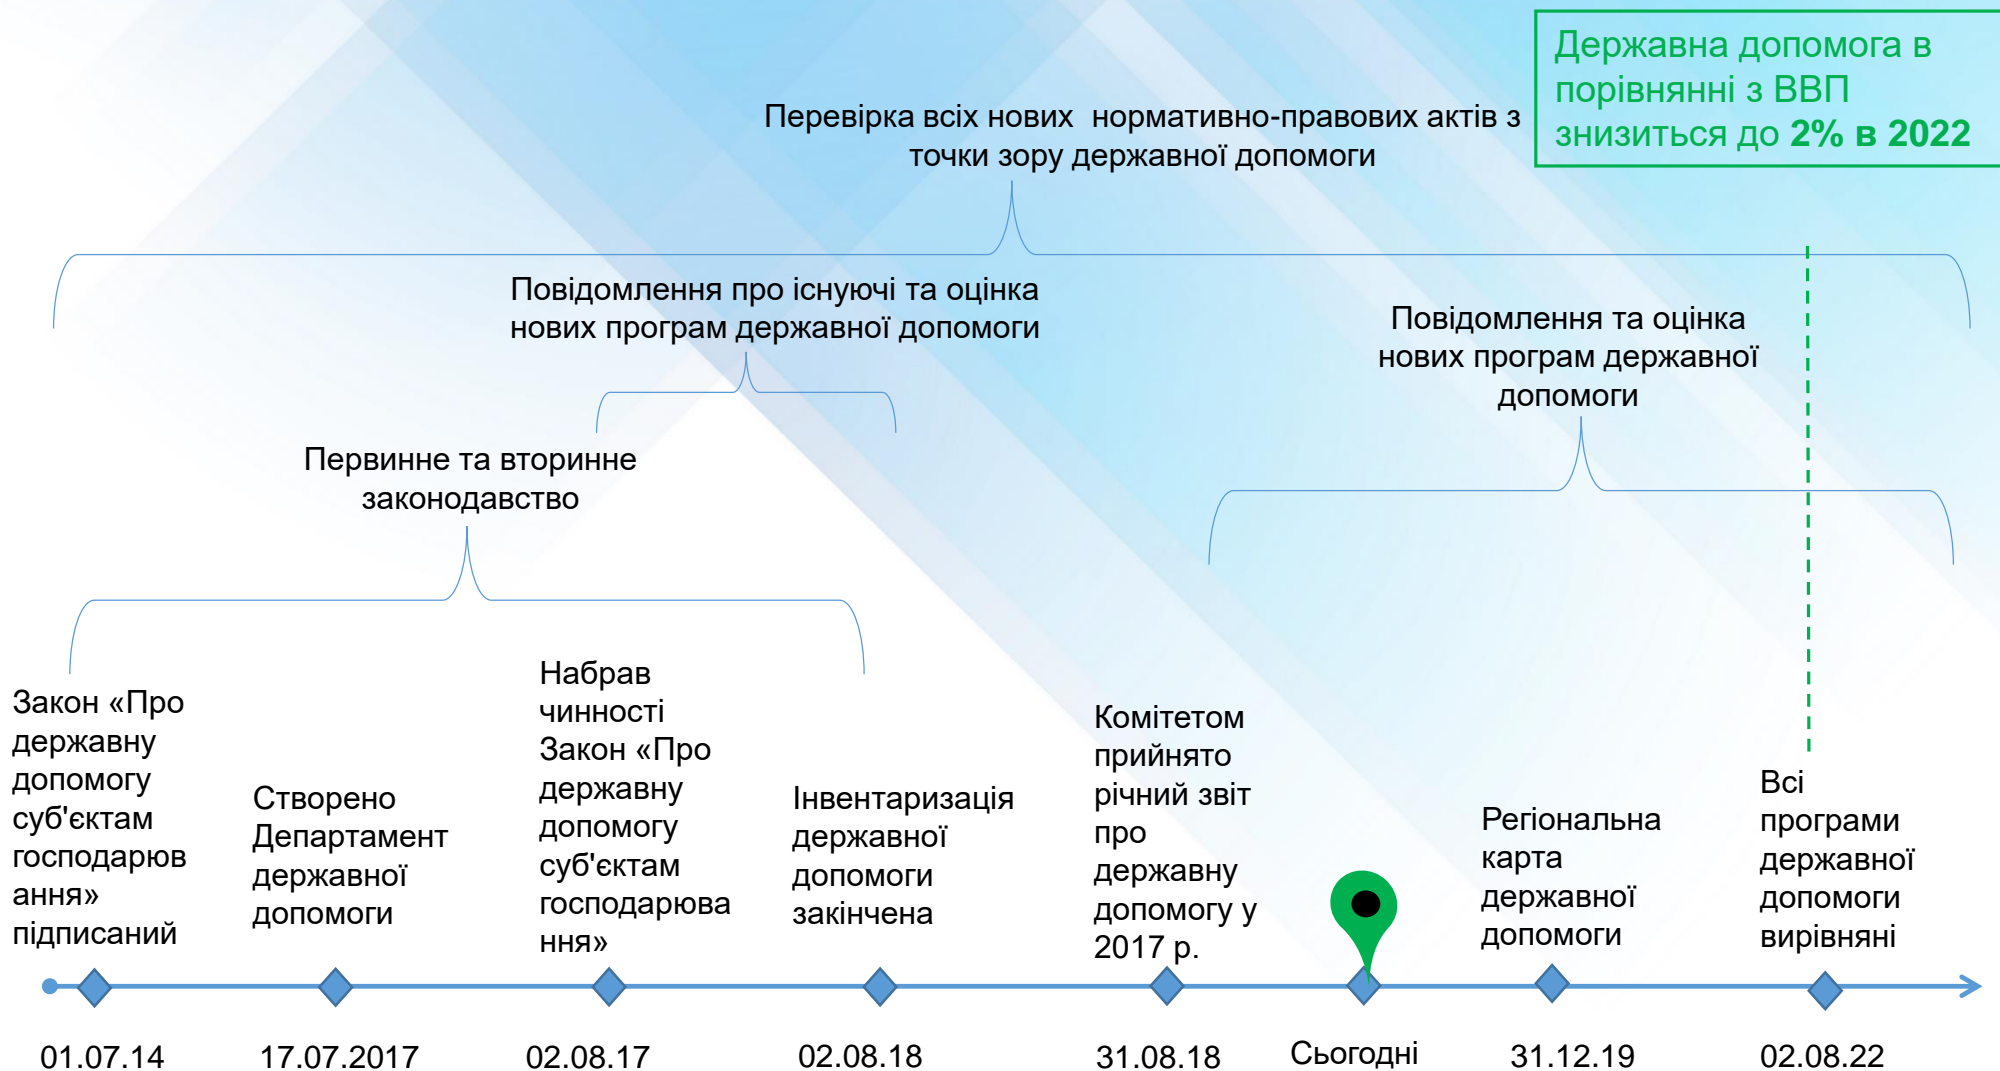 Державна допомога в
порівнянні з ВВП
знизиться до 2% в 2022
Перевірка всіх нових нормативно-правових актів з
точки зору державної допомоги
Повідомлення про існуючі та оцінка
нових програм державної допомоги
Повідомлення та оцінка
нових програм державної
допомоги
Первинне та вторинне
законодавство
Закон «Про
державну
допомогу
суб'єктам
господарюв
ання»
підписаний
Створено
Департамент
державної
допомоги
Набрав
чинності
Закон «Про
державну
допомогу
суб'єктам
господарюва
ння»
Інвентаризація
державної
допомоги
закінчена
Комітетом
прийнято
річний звіт
про
державну
допомогу у
2017 р.
Регіональна
карта
державної
допомоги
Всі
програми
державної
допомоги
вирівняні
01.07.14
17.07.2017
02.08.17
02.08.18
31.08.18
Сьогодні
31.12.19
02.08.22